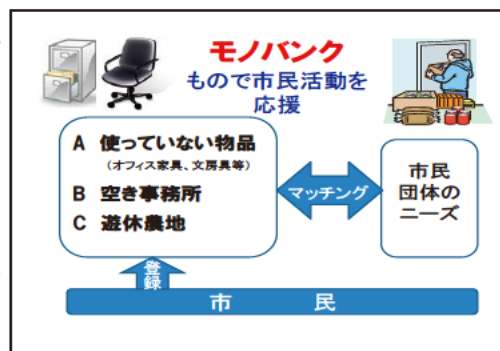 モノバンク
もので市民活動を
応援
A 使っていない物品
(オフィス家具、文房具等)
B 空き事務所
C 遊休農地
マッチング
市民
団体の
ニーズ
登録
市 民